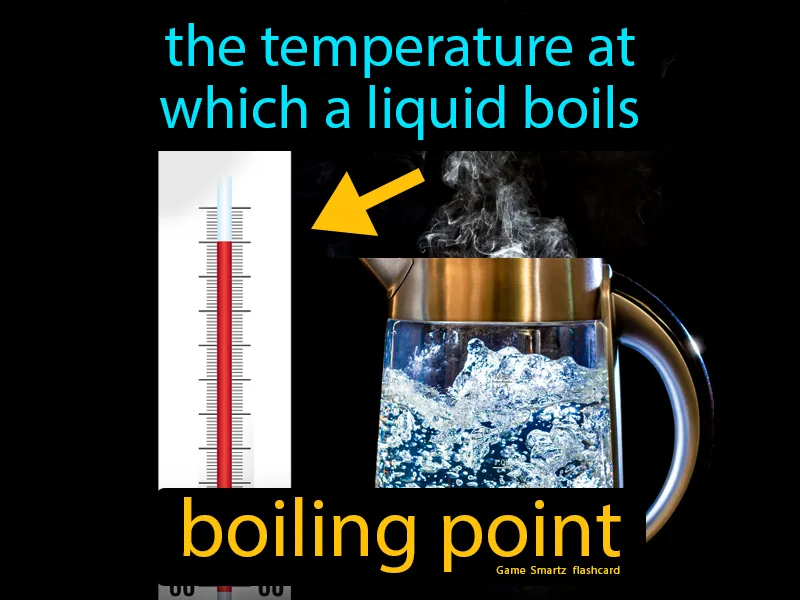 the temperature at
which a liquid boils
boiling point
Game Smartz flashcard